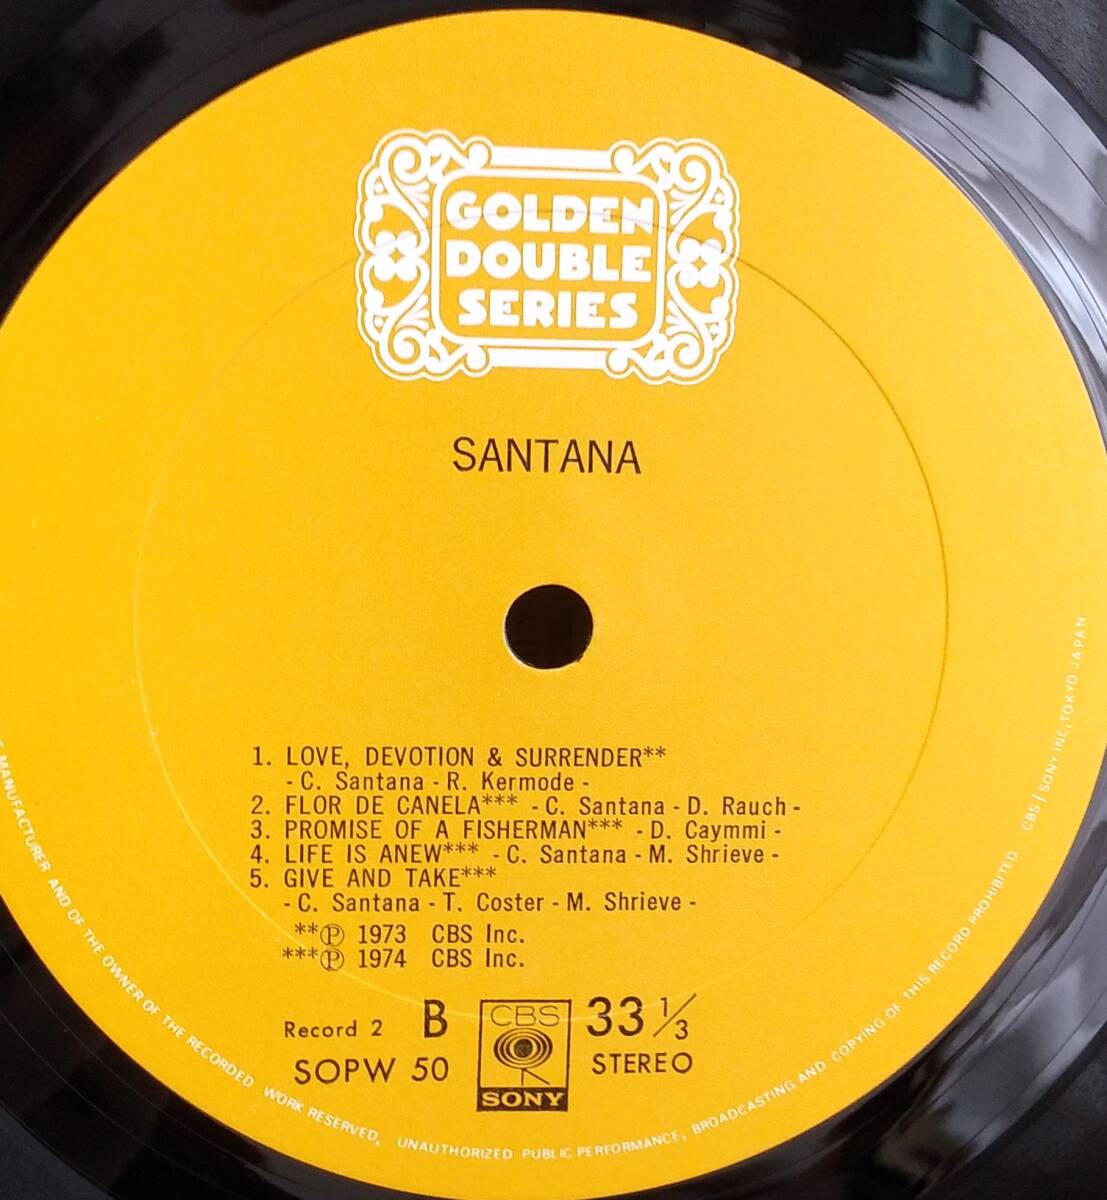 GOLDEN
DOUBLE
SERIES
SANTANA
1. LOVE, DEVOTION & SURRENDER**
- C. Santana - R. Kermode -
2. FLOR DE CANELA*** - C. Santana - D. Rauch -
3. PROMISE OF A FISHERMAN*** - D. Caymmi -
4. LIFE IS ANEW*** - C. Santana - M. Shrieve -
5. GIVE AND TAKE***
- C. Santana - T. Coster - M. Shrieve -
**℗ 1973 CBS Inc.
***℗ 1974 CBS Inc.
Record 2 B
SOPW 50
CBS
SONY
33 1/3
STEREO
MANUFACTURER AND OF THE OWNER OF THE RECORDED WORK RESERVED, UNAUTHORIZED PUBLIC PERFORMANCE, BROADCASTING AND COPYING OF THIS RECORD PROHIBITED CBS / SONY INC, TOKYO JAPAN